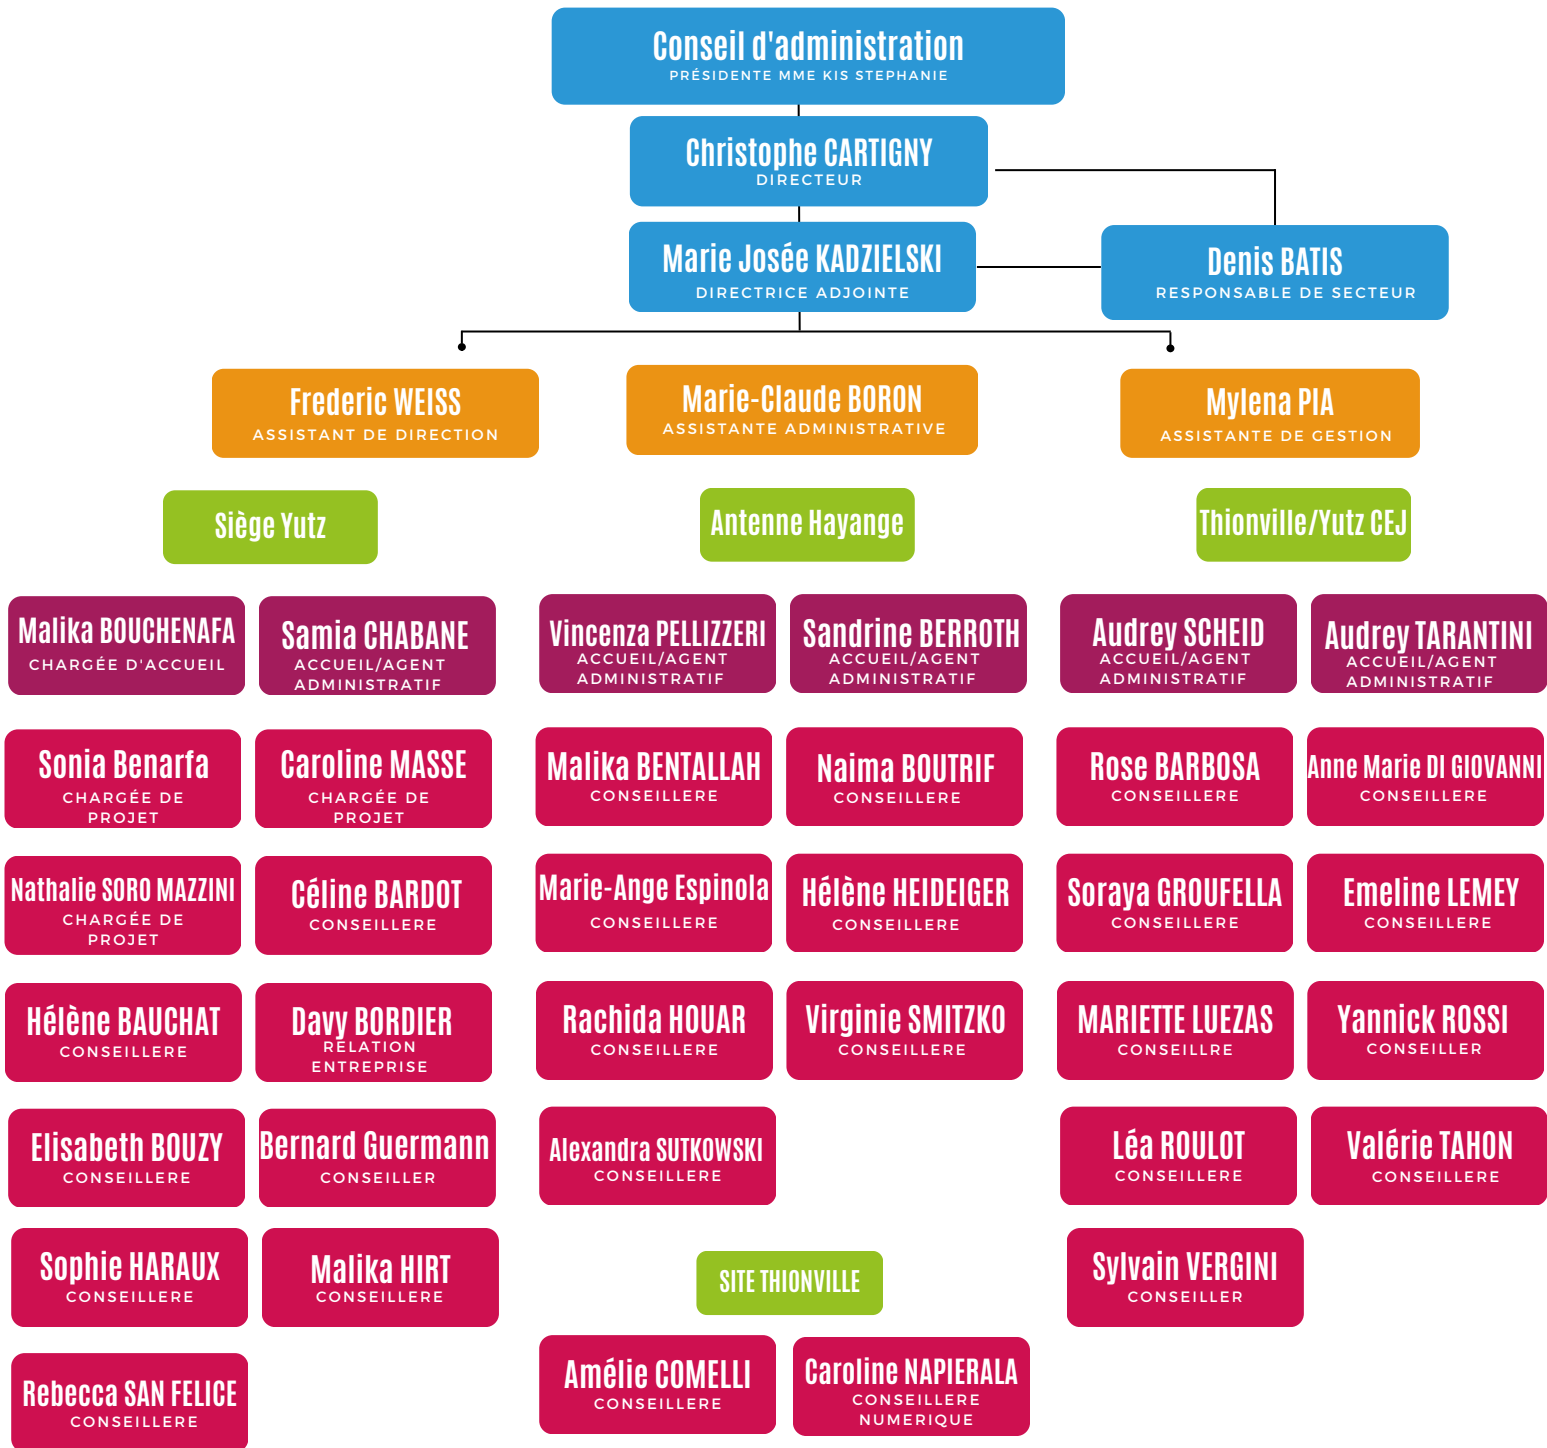 Conseil d'administration
PRÉSIDENTE MME KIS STEPHANIE
Christophe CARTIGNY
DIRECTEUR
Marie Josée KADZIELSKI
DIRECTRICE ADJOINTE
Denis BATIS
RESPONSABLE DE SECTEUR
Frederic WEISS
ASSISTANT DE DIRECTION
Marie-Claude BORON
ASSISTANTE ADMINISTRATIVE
Mylena PIA
ASSISTANTE DE GESTION
Siège Yutz
Malika BOUCHENAFA
CHARGÉE D'ACCUEIL
Samia CHABANE
ACCUEIL/AGENT
ADMINISTRATIF
Sonia Benarfa
CHARGÉE DE
PROJET
Caroline MASSE
CHARGÉE DE
PROJET
Nathalie SORO MAZZINI
CHARGÉE DE
PROJET
Céline BARDOT
CONSEILLERE
Hélène BAUCHAT
CONSEILLERE
Davy BORDIER
RELATION
ENTREPRISE
Elisabeth BOUZY
CONSEILLERE
Bernard Guermann
CONSEILLER
Sophie HARAUX
CONSEILLERE
Malika HIRT
CONSEILLERE
Rebecca SAN FELICE
CONSEILLERE
Antenne Hayange
Vincenza PELLIZZERI
ACCUEIL/AGENT
ADMINISTRATIF
Sandrine BERROTH
ACCUEIL/AGENT
ADMINISTRATIF
Malika BENTALLAH
CONSEILLERE
Naima BOUTRIF
CONSEILLERE
Marie-Ange Espinola
CONSEILLERE
Hélène HEIDEIGER
CONSEILLERE
Rachida HOUAR
CONSEILLERE
Virginie SMITZKO
CONSEILLERE
Alexandra SUTKOWSKI
CONSEILLERE
SITE THIONVILLE
Amélie COMELLI
CONSEILLERE
Caroline NAPIERALA
CONSEILLERE
NUMERIQUE
Thionville/Yutz CEJ
Audrey SCHEID
ACCUEIL/AGENT
ADMINISTRATIF
Audrey TARANTINI
ACCUEIL/AGENT
ADMINISTRATIF
Rose BARBOSA
CONSEILLERE
Anne Marie DI GIOVANNI
CONSEILLERE
Soraya GROUFELLA
CONSEILLERE
Emeline LEMEY
CONSEILLERE
MARIETTE LUEZAS
CONSEILLRE
Yannick ROSSI
CONSEILLER
Léa ROULOT
CONSEILLERE
Valérie TAHON
CONSEILLERE
Sylvain VERGINI
CONSEILLER